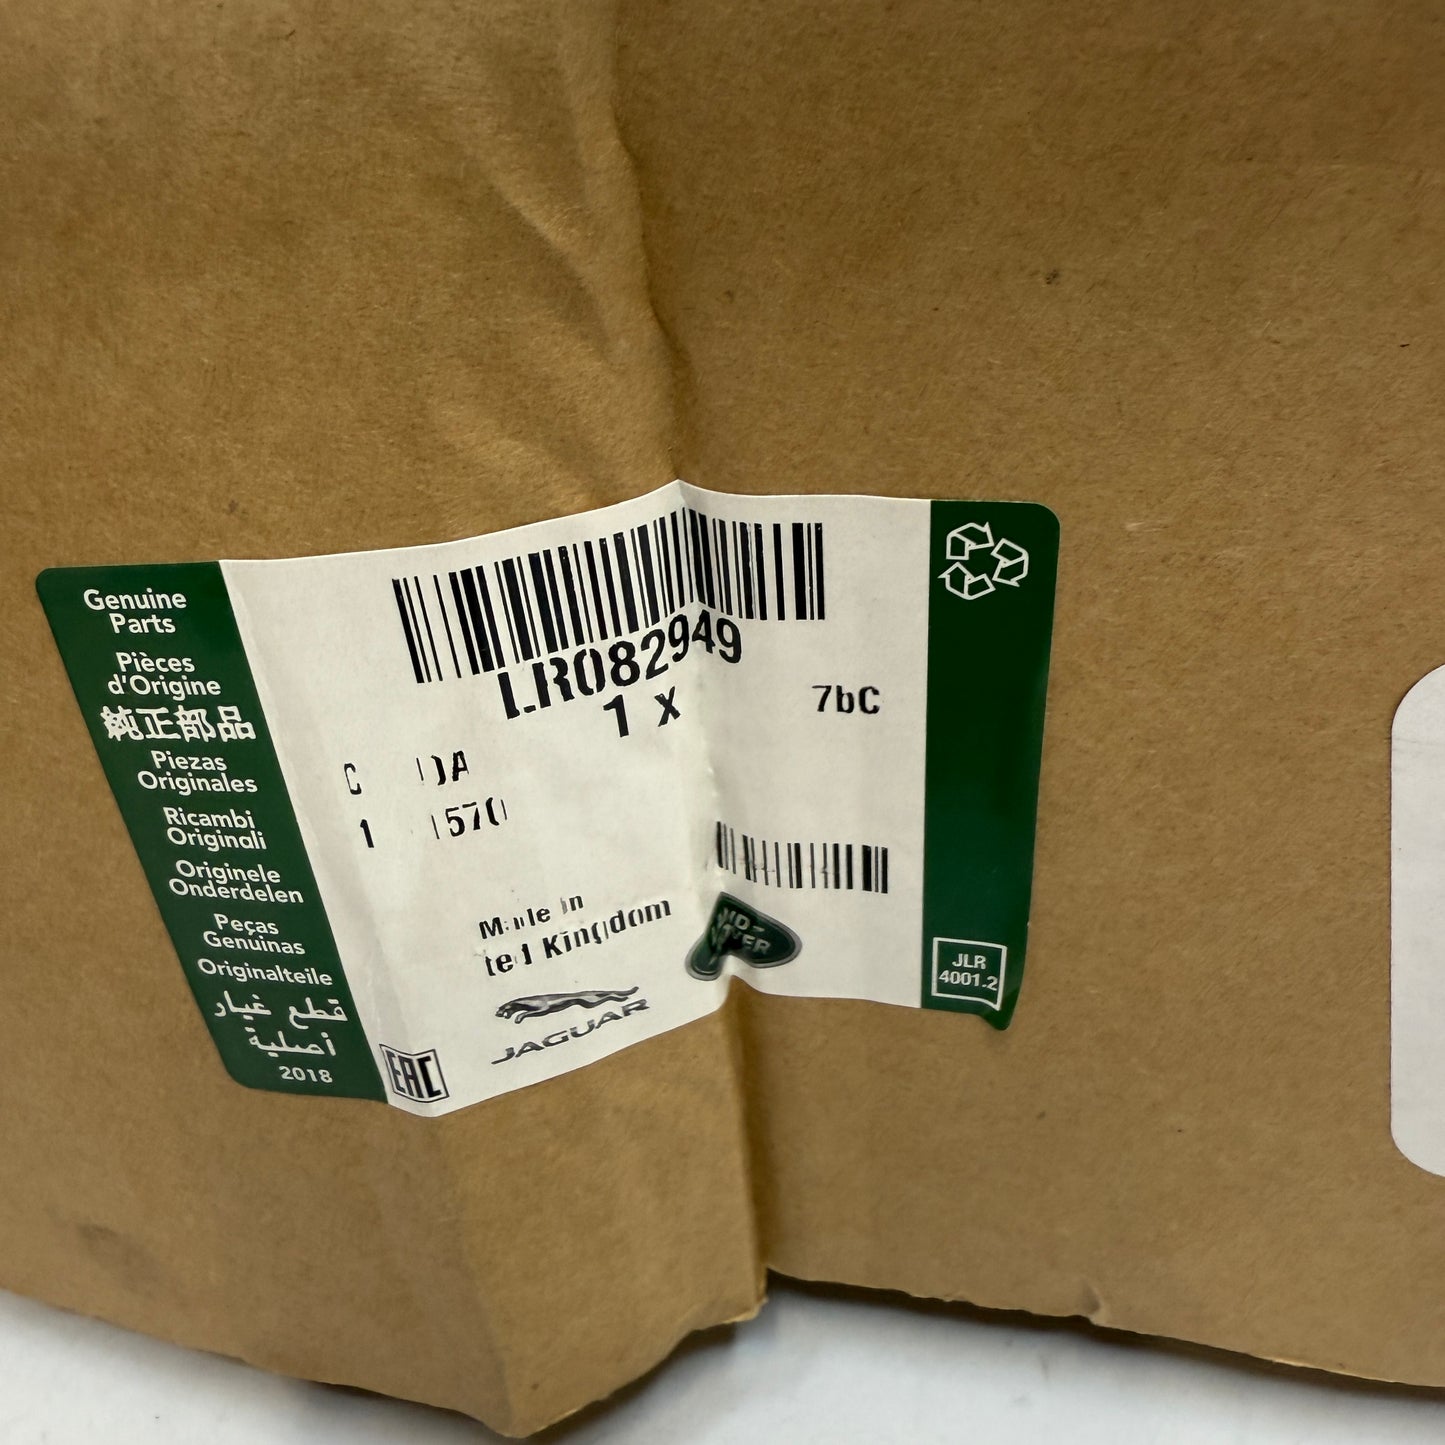 Genuine
Parts
Pièces
d'Origine
純正部品
Piezas
Originales
Ricambi
Originali
Originele
Onderdelen
Peças
Genuinas
Originalteile
قطع غيار
أصلية
2018
LR082949
1 x
7bC
Made in
Kingdom
JAGUAR
EAC
JLR
4001.2